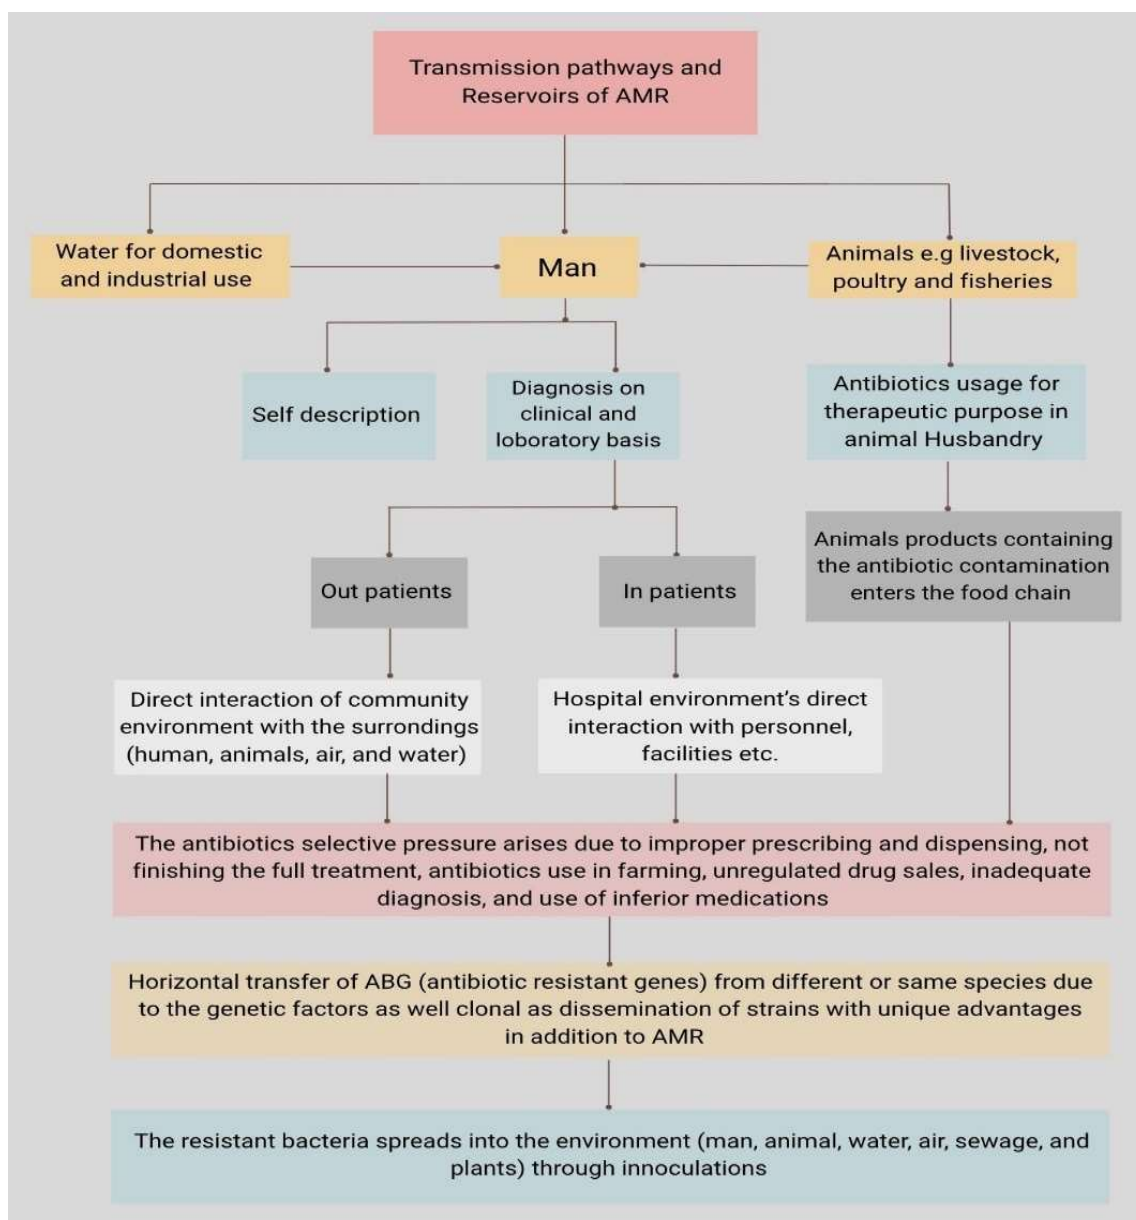 Transmission pathways and
Reservoirs of AMR
Water for domestic
and industrial use
Man
Animals e.g livestock,
poultry and fisheries
Self description
Diagnosis on
clinical and
loboratory basis
Antibiotics usage for
therapeutic purpose in
animal Husbandry
Out patients
In patients
Animals products containing
the antibiotic contamination
enters the food chain
Direct interaction of community
environment with the surrondings
(human, animals, air, and water)
Hospital environment's direct
interaction with personnel,
facilities etc.
The antibiotics selective pressure arises due to improper prescribing and dispensing, not
finishing the full treatment, antibiotics use in farming, unregulated drug sales, inadequate
diagnosis, and use of inferior medications
Horizontal transfer of ABG (antibiotic resistant genes) from different or same species due
to the genetic factors as well clonal as dissemination of strains with unique advantages
in addition to AMR
The resistant bacteria spreads into the environment (man, animal, water, air, sewage, and
plants) through innoculations